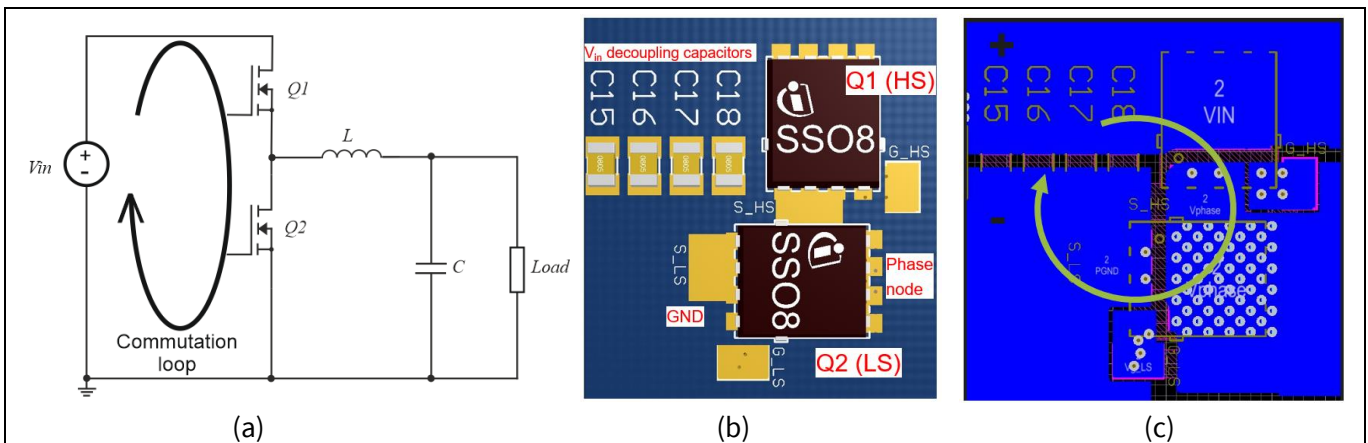 Vin
+
-
Q1
L
Q2
C
Load
Commutation
loop
(a)
V_in decoupling capacitors
C15
C16
C17
C18
Q1 (HS)
SSO8
G_HS
S_HS
SSO8
S_LS
Phase
node
GND
G_LS
Q2 (LS)
(b)
+
C15
C16
C17
C18
2
VIN
G_HS
S_HS
2
Vphase
-
S_LS
2
PGND
Vphase
(c)